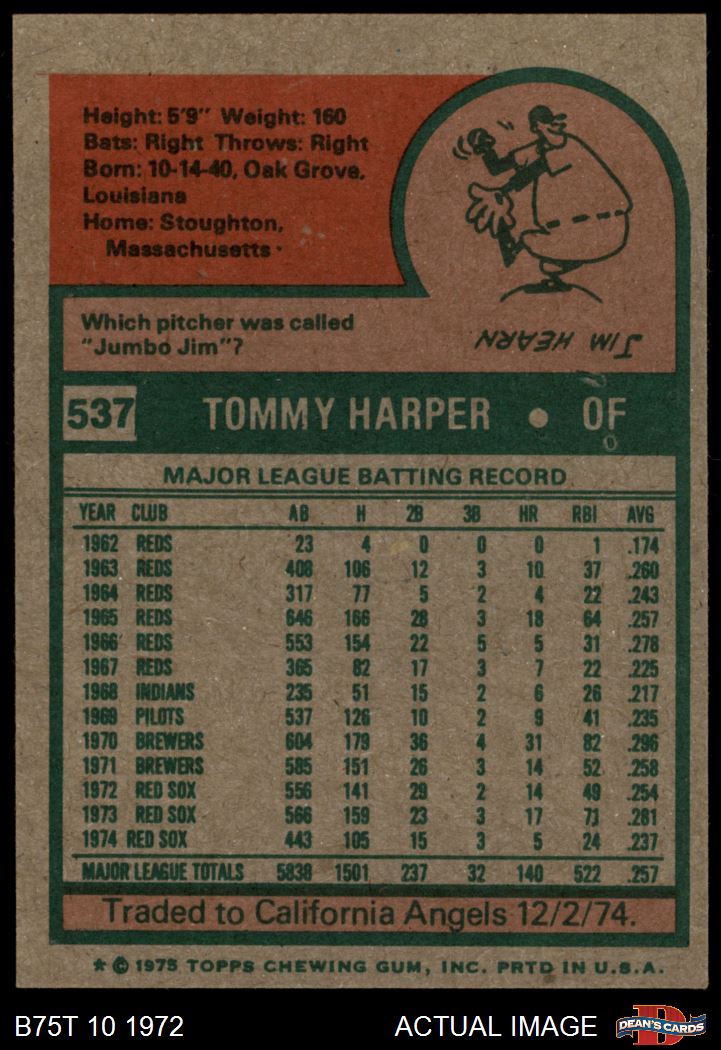 Height: 5'9" Weight: 160
Bats: Right Throws: Right
Born: 10-14-40, Oak Grove,
Louisiana
Home: Stoughton,
Massachusetts
Which pitcher was called
"Jumbo Jim"?
JIM HEARN
537 TOMMY HARPER • OF
MAJOR LEAGUE BATTING RECORD
YEAR CLUB AB H 2B 3B HR RBI AVG
1962 REDS 23 4 0 0 0 1 .174
1963 REDS 408 106 12 3 10 37 .260
1964 REDS 317 77 5 2 4 22 .243
1965 REDS 646 166 28 3 18 64 .257
1966 REDS 553 154 22 5 5 31 .278
1967 REDS 365 82 17 3 7 22 .225
1968 INDIANS 235 51 15 2 6 26 .217
1969 PILOTS 537 126 10 2 9 41 .235
1970 BREWERS 604 179 36 4 31 82 .296
1971 BREWERS 585 151 26 3 14 52 .258
1972 RED SOX 556 141 29 2 14 49 .254
1973 RED SOX 566 159 23 3 17 71 .281
1974 RED SOX 443 105 15 3 5 24 .237
MAJOR LEAGUE TOTALS 5838 1501 237 32 140 522 .257
Traded to California Angels 12/2/74.
* © 1975 TOPPS CHEWING GUM, INC. PRTD IN U.S.A.
B75T 10 1972 ACTUAL IMAGE
D
DEAN'S CARDS